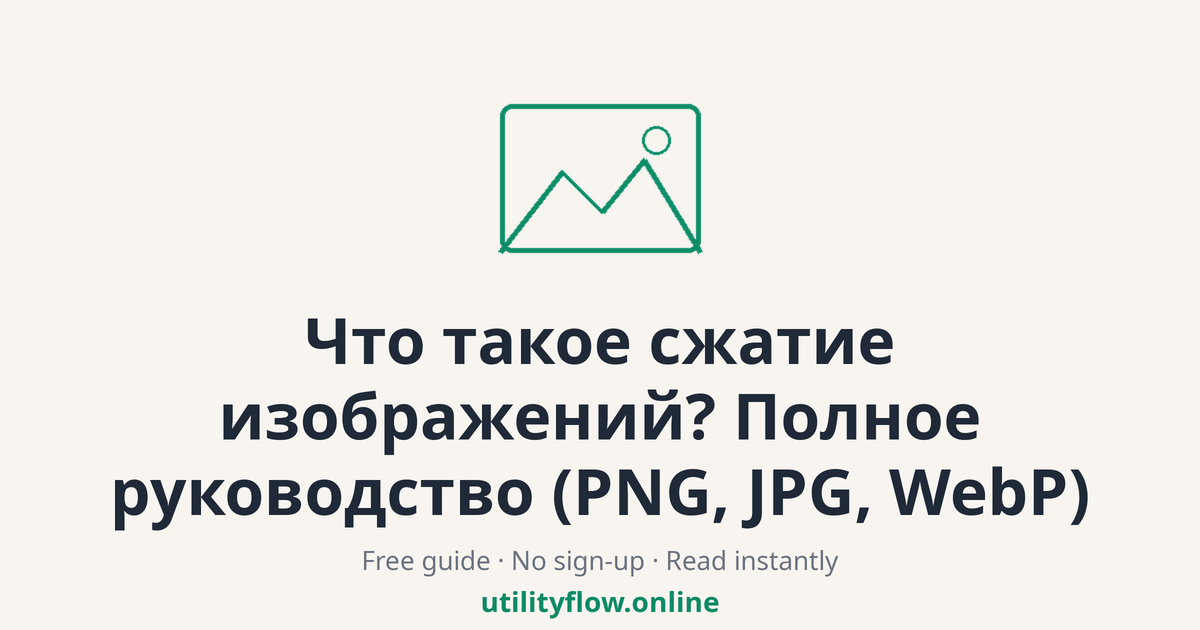 Что такое сжатие
изображений? Полное
руководство (PNG, JPG, WebP)
Free guide · No sign-up · Read instantly
utilityflow.online